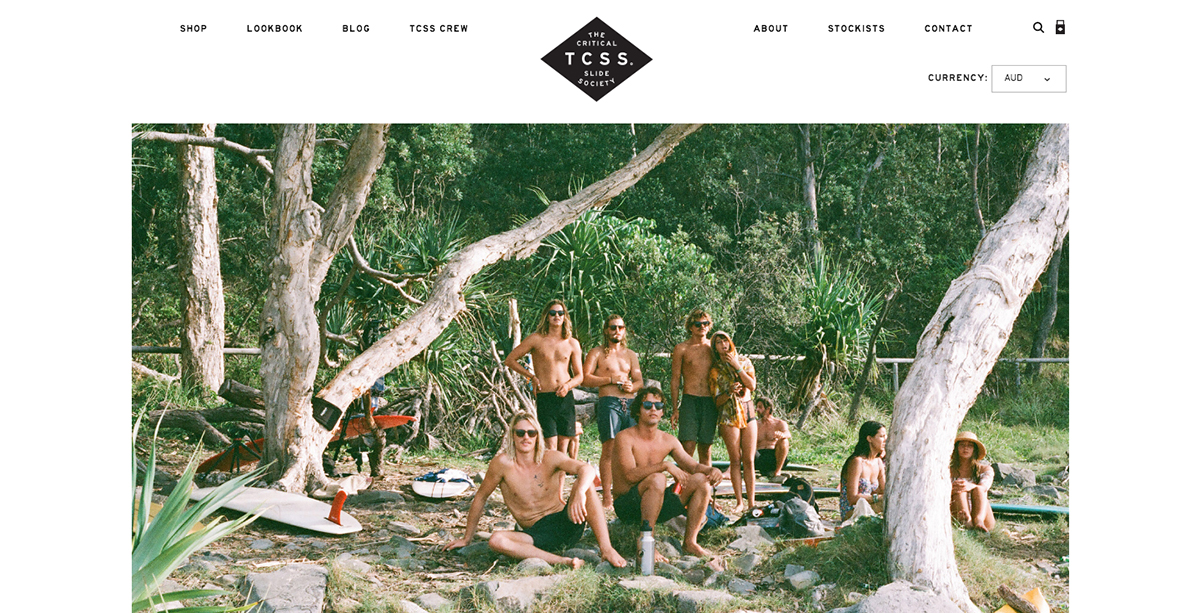 SHOP LOOKBOOK BLOG TCSS CREW
THE
CRITICAL
TCSS.
SLIDE
SOCIETY
ABOUT STOCKISTS CONTACT
CURRENCY: AUD